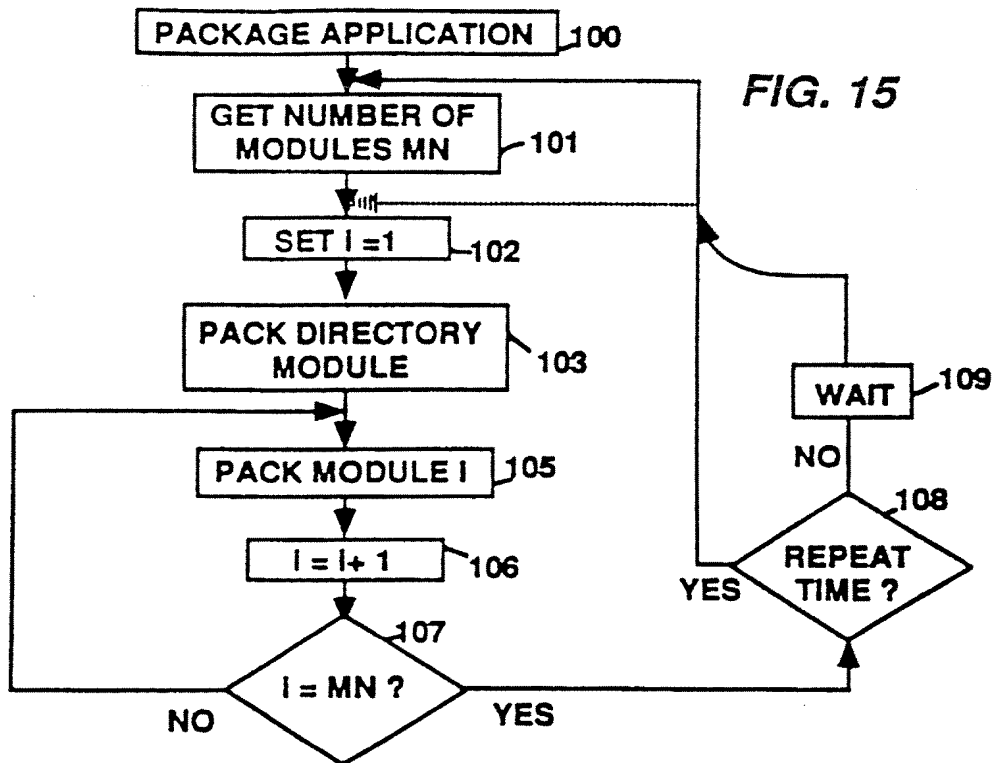 PACKAGE APPLICATION
100
FIG. 15
GET NUMBER OF
MODULES MN
101
SET I =1
102
PACK DIRECTORY
MODULE
103
WAIT
109
PACK MODULE I
105
NO
108
I = I+ 1
106
REPEAT
TIME ?
YES
107
I = MN ?
NO
YES